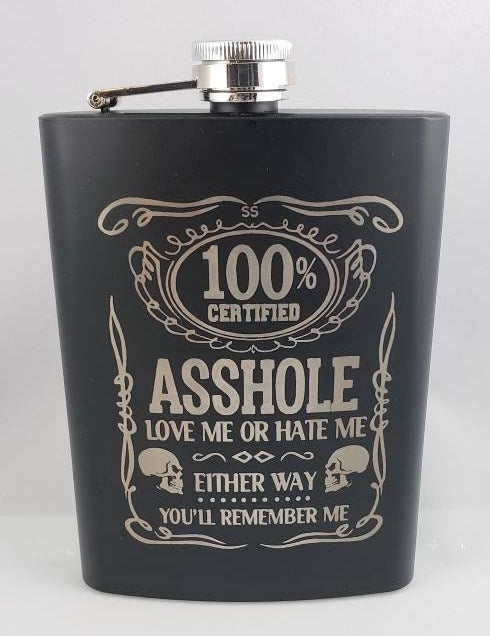 SS
100%
CERTIFIED
ASSHOLE
LOVE ME OR HATE ME
EITHER WAY
YOU'LL REMEMBER ME